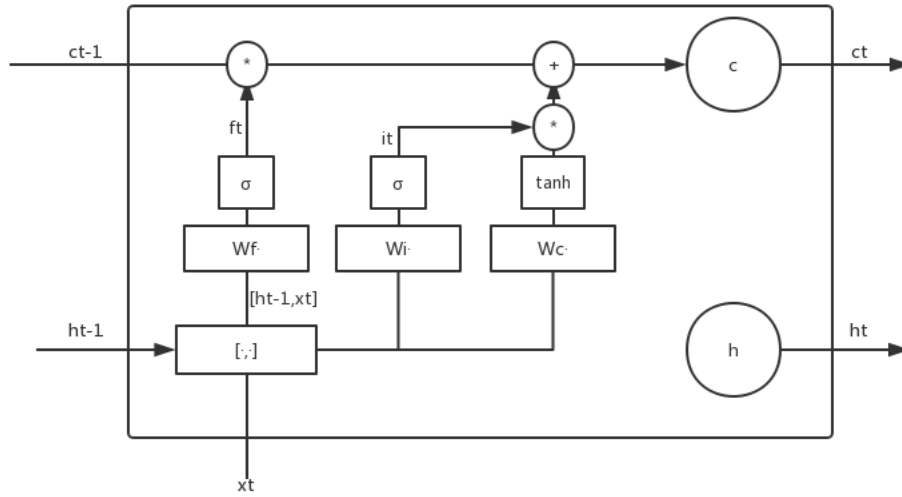 ct-1
*
+
c
ct
ft
it
*
σ
σ
tanh
Wf·
Wi·
Wc·
[ht-1,xt]
ht-1
[·,·]
h
ht
xt